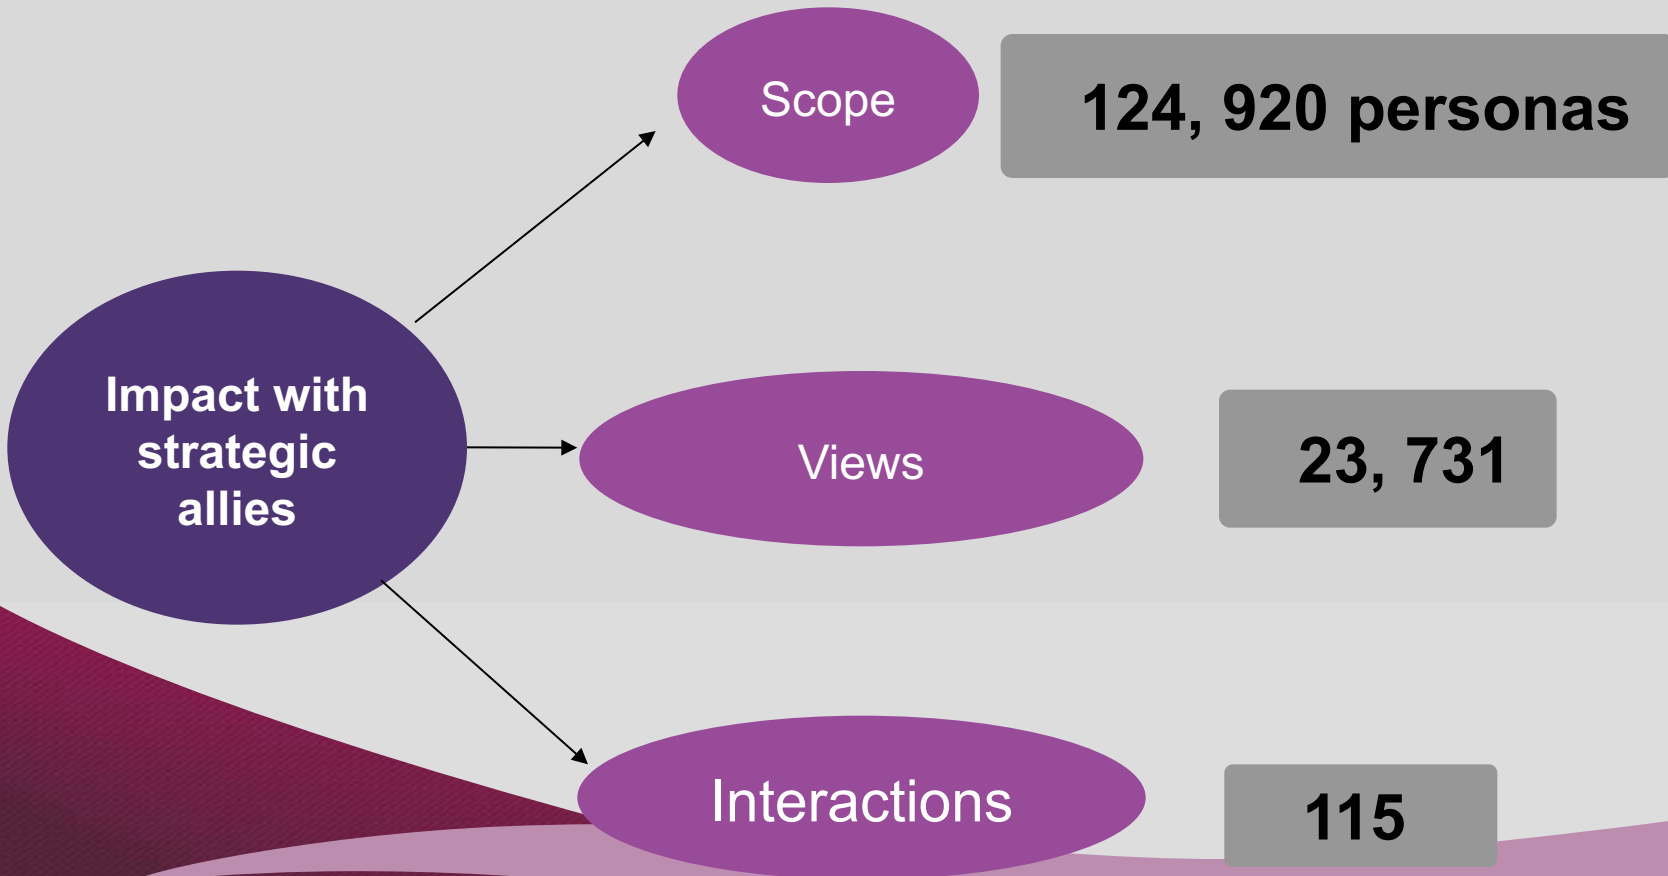 Scope
124, 920 personas
Impact with
strategic
allies
Views
23, 731
Interactions
115